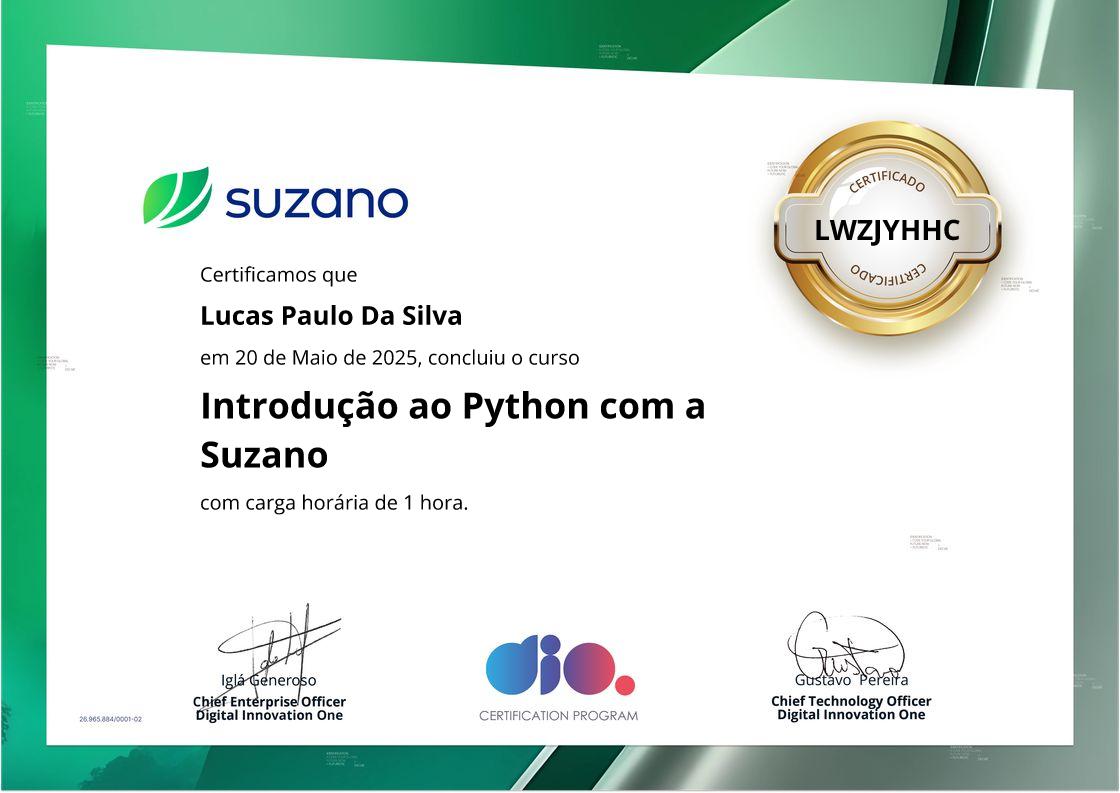 suzano
CERTIFICADO
LWZJYHHC
CERTIFICADO
Certificamos que
Lucas Paulo Da Silva
em 20 de Maio de 2025, concluiu o curso
Introdução ao Python com a
Suzano
com carga horária de 1 hora.
Iglá Generoso
Chief Enterprise Officer
Digital Innovation One
dio.
CERTIFICATION PROGRAM
Gustavo
Gustavo Pereira
Chief Technology Officer
Digital Innovation One
26.965.884/0001-02